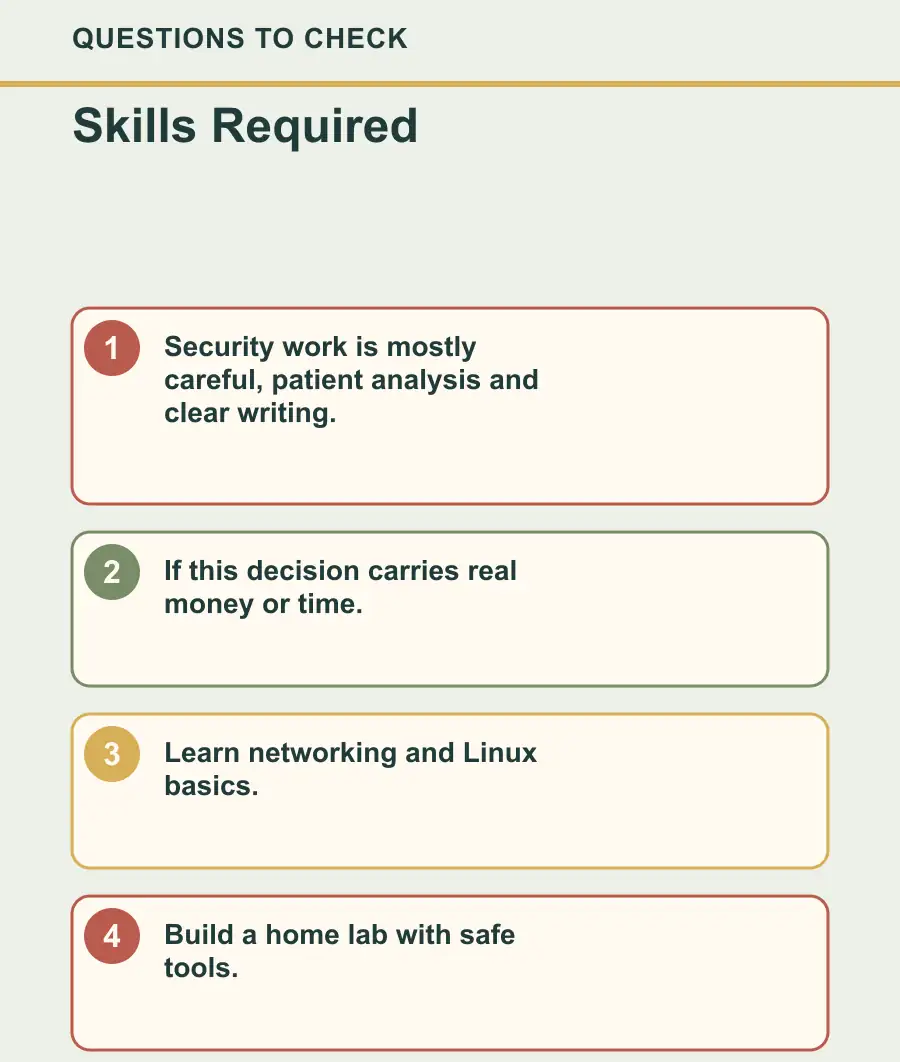 QUESTIONS TO CHECK
Skills Required
1
Security work is mostly
careful, patient analysis and
clear writing.
2
If this decision carries real
money or time.
3
Learn networking and Linux
basics.
4
Build a home lab with safe
tools.